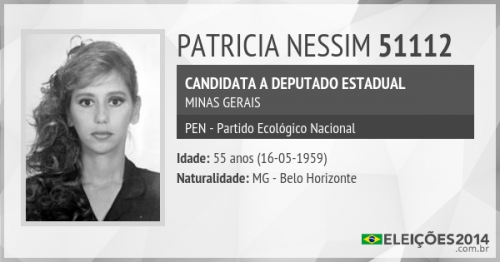 PATRICIA NESSIM 51112
CANDIDATA A DEPUTADO ESTADUAL
MINAS GERAIS
PEN - Partido Ecológico Nacional
Idade: 55 anos (16-05-1959)
Naturalidade: MG - Belo Horizonte
ELEIÇÕES2014
.com.br